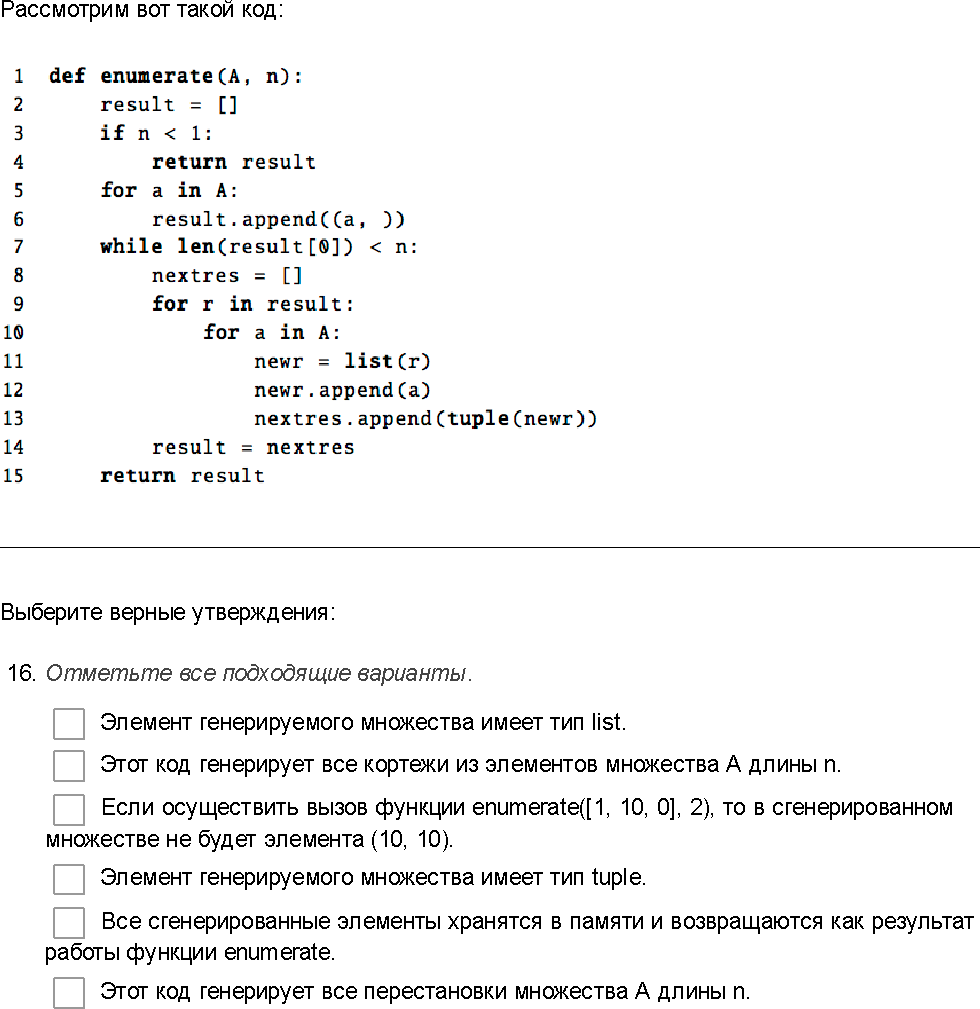 Рассмотрим вот такой код:
1 def enumerate(A, n):
2     result = []
3     if n < 1:
4         return result
5     for a in A:
6         result.append((a, ))
7     while len(result[0]) < n:
8         nextres = []
9         for r in result:
10             for a in A:
11                 newr = list(r)
12                 newr.append(a)
13                 nextres.append(tuple(newr))
14         result = nextres
15     return result
Выберите верные утверждения:
16. Отметьте все подходящие варианты.
Элемент генерируемого множества имеет тип list.
Этот код генерирует все кортежи из элементов множества A длины n.
Если осуществить вызов функции enumerate([1, 10, 0], 2), то в сгенерированном
множестве не будет элемента (10, 10).
Элемент генерируемого множества имеет тип tuple.
Все сгенерированные элементы хранятся в памяти и возвращаются как результат
работы функции enumerate.
Этот код генерирует все перестановки множества A длины n.